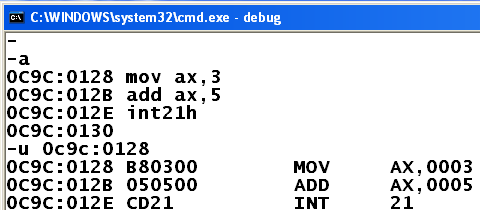 C:\WINDOWS\system32\cmd.exe - debug
-
-a
0C9C:0128 mov ax,3
0C9C:012B add ax,5
0C9C:012E int21h
0C9C:0130
-u 0c9c:0128
0C9C:0128 B80300 MOV AX,0003
0C9C:012B 050500 ADD AX,0005
0C9C:012E CD21 INT 21